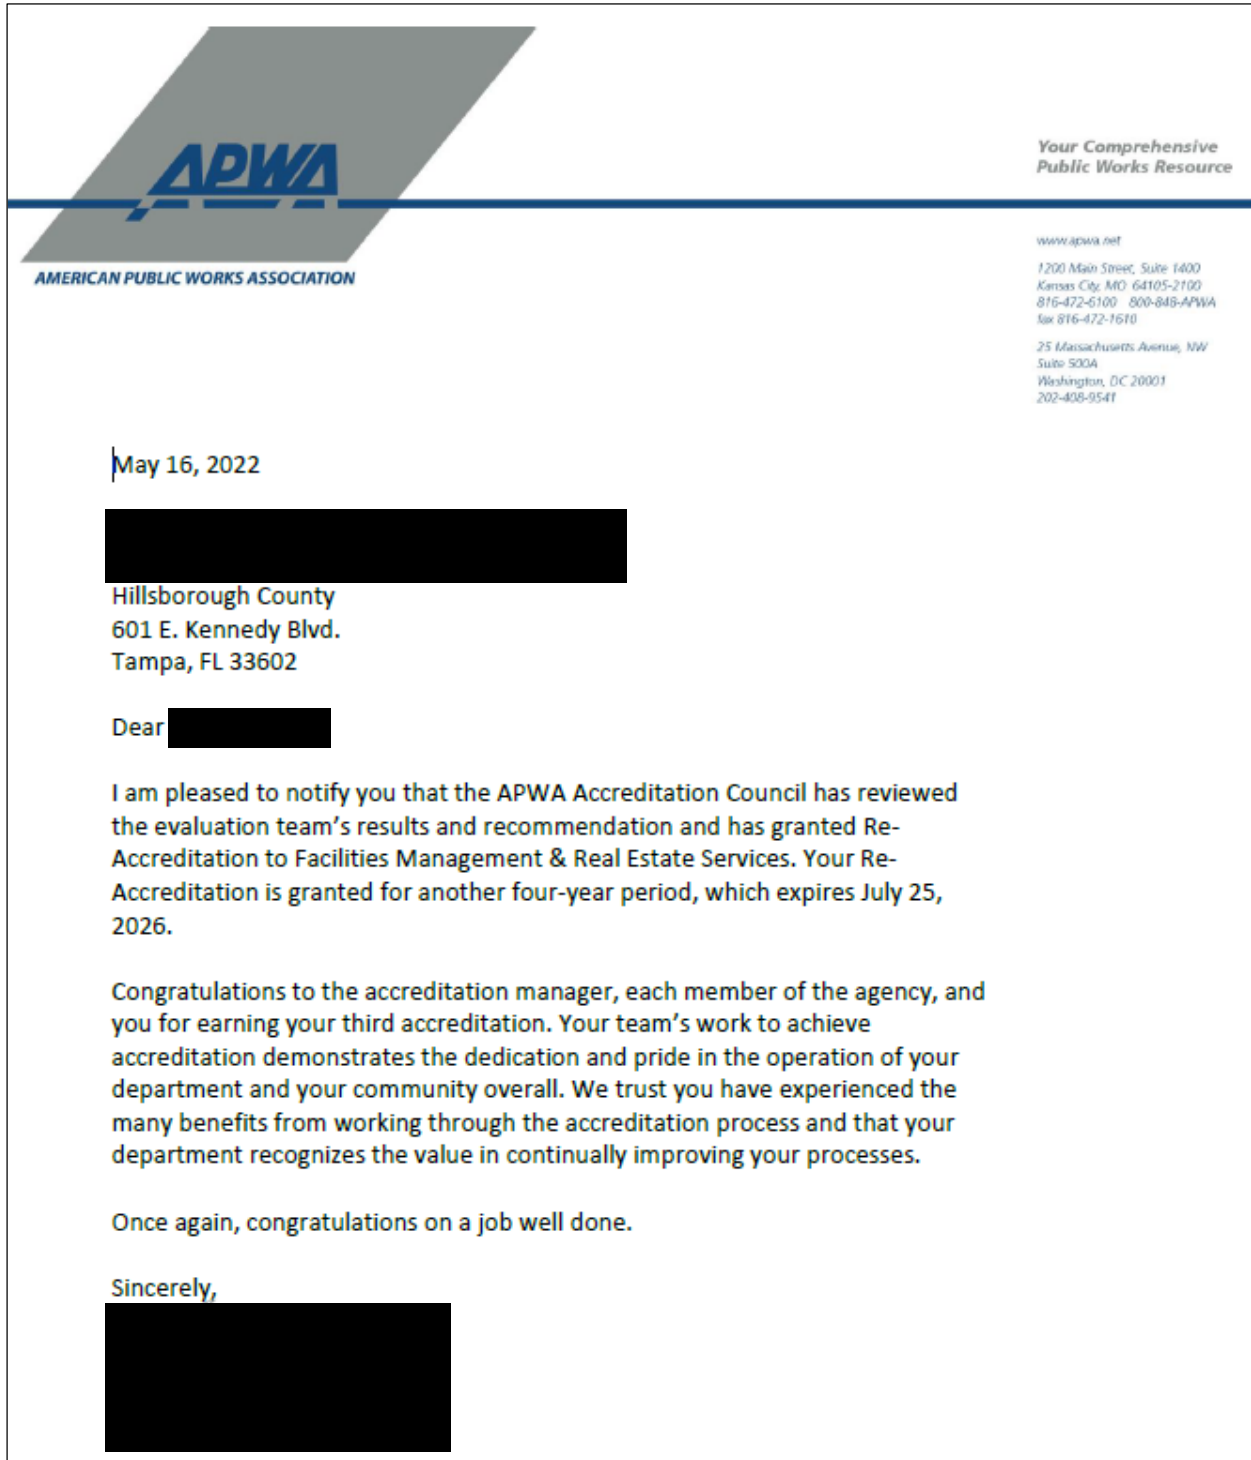 APWA
AMERICAN PUBLIC WORKS ASSOCIATION
Your Comprehensive
Public Works Resource
www.apwa.net
1200 Main Street, Suite 1400
Kansas City, MO 64105-2100
816-472-6100 800-848-APWA
fax 816-472-1610
25 Massachusetts Avenue, NW
Suite 500A
Washington, DC 20001
202-408-9541
May 16, 2022
Hillsborough County
601 E. Kennedy Blvd.
Tampa, FL 33602
Dear
I am pleased to notify you that the APWA Accreditation Council has reviewed
the evaluation team’s results and recommendation and has granted Re-
Accreditation to Facilities Management & Real Estate Services. Your Re-
Accreditation is granted for another four-year period, which expires July 25,
2026.
Congratulations to the accreditation manager, each member of the agency, and
you for earning your third accreditation. Your team’s work to achieve
accreditation demonstrates the dedication and pride in the operation of your
department and your community overall. We trust you have experienced the
many benefits from working through the accreditation process and that your
department recognizes the value in continually improving your processes.
Once again, congratulations on a job well done.
Sincerely,